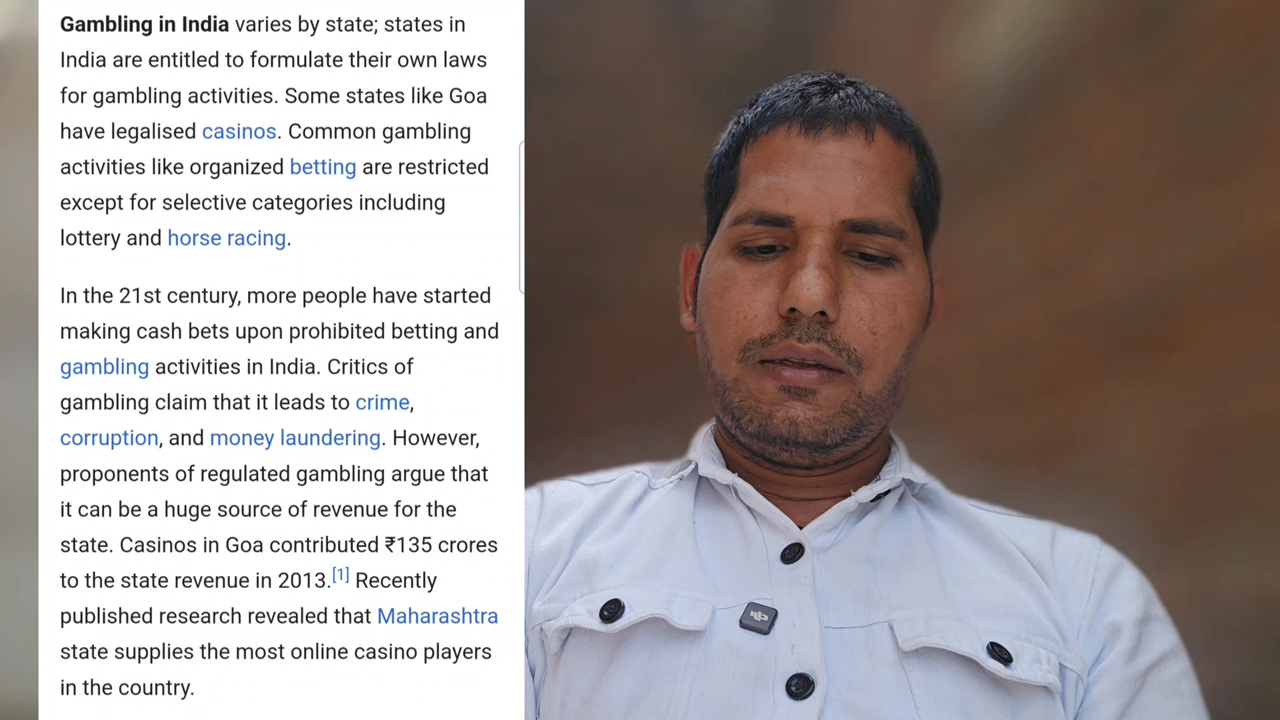 Gambling in India varies by state; states in
India are entitled to formulate their own laws
for gambling activities. Some states like Goa
have legalised casinos. Common gambling
activities like organized betting are restricted
except for selective categories including
lottery and horse racing.
In the 21st century, more people have started
making cash bets upon prohibited betting and
gambling activities in India. Critics of
gambling claim that it leads to crime,
corruption, and money laundering. However,
proponents of regulated gambling argue that
it can be a huge source of revenue for the
state. Casinos in Goa contributed ₹135 crores
to the state revenue in 2013.[1] Recently
published research revealed that Maharashtra
state supplies the most online casino players
in the country.